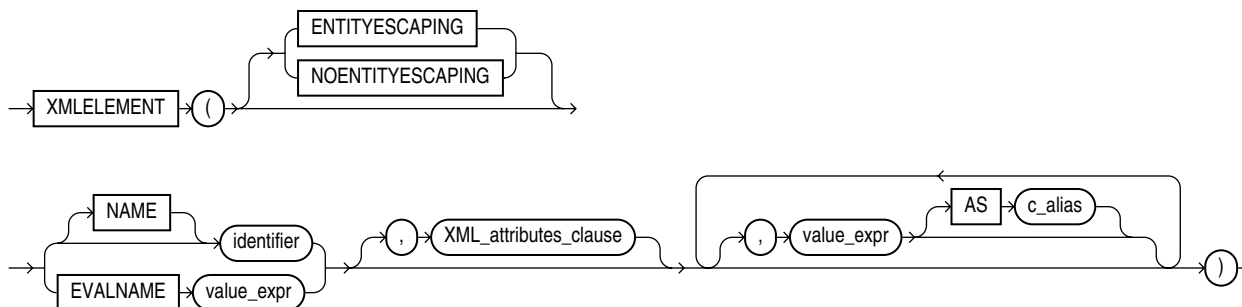 ENTITYESCAPING
NOENTITYESCAPING
XMLELEMENT (
NAME
identifier
EVALNAME value_expr
, XML_attributes_clause
AS c_alias
, value_expr
)